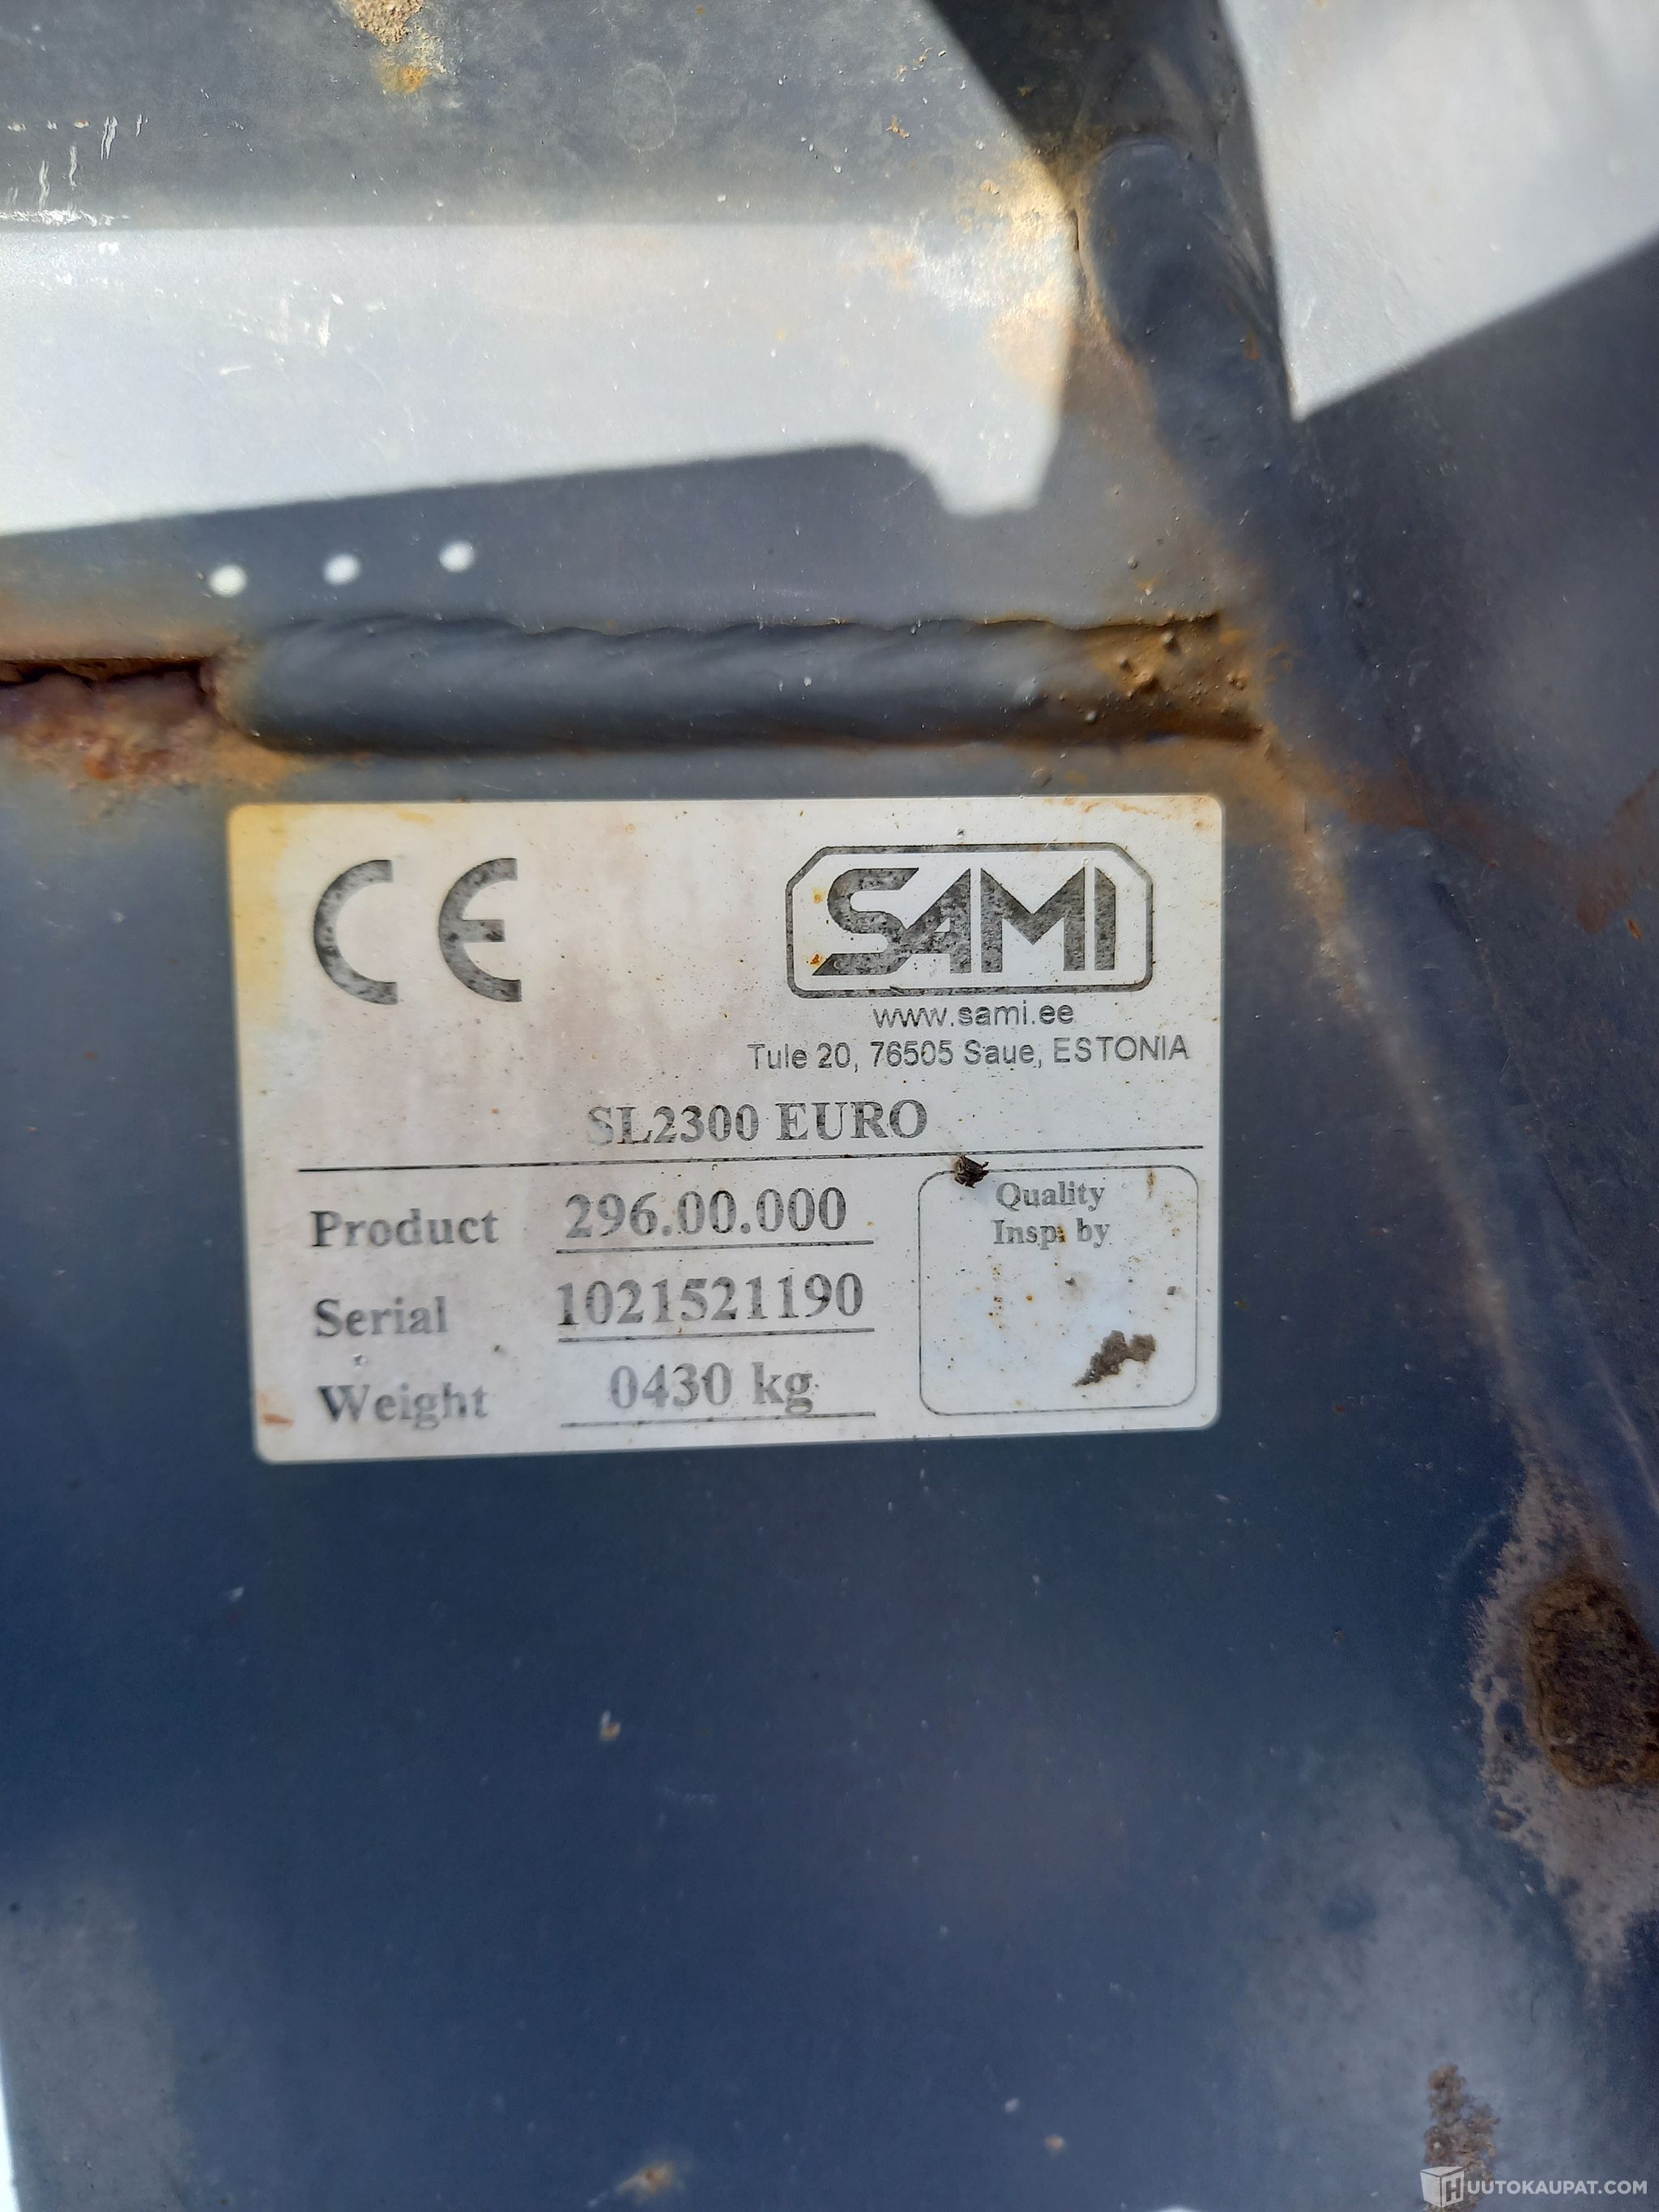 CE
SAMI
www.sami.ee
Tule 20, 76505 Saue, ESTONIA
SL2300 EURO
Product 296.00.000
Serial 1021521190
Weight 0430 kg
Quality
Insp. by
HUUTOKAUPAT.COM